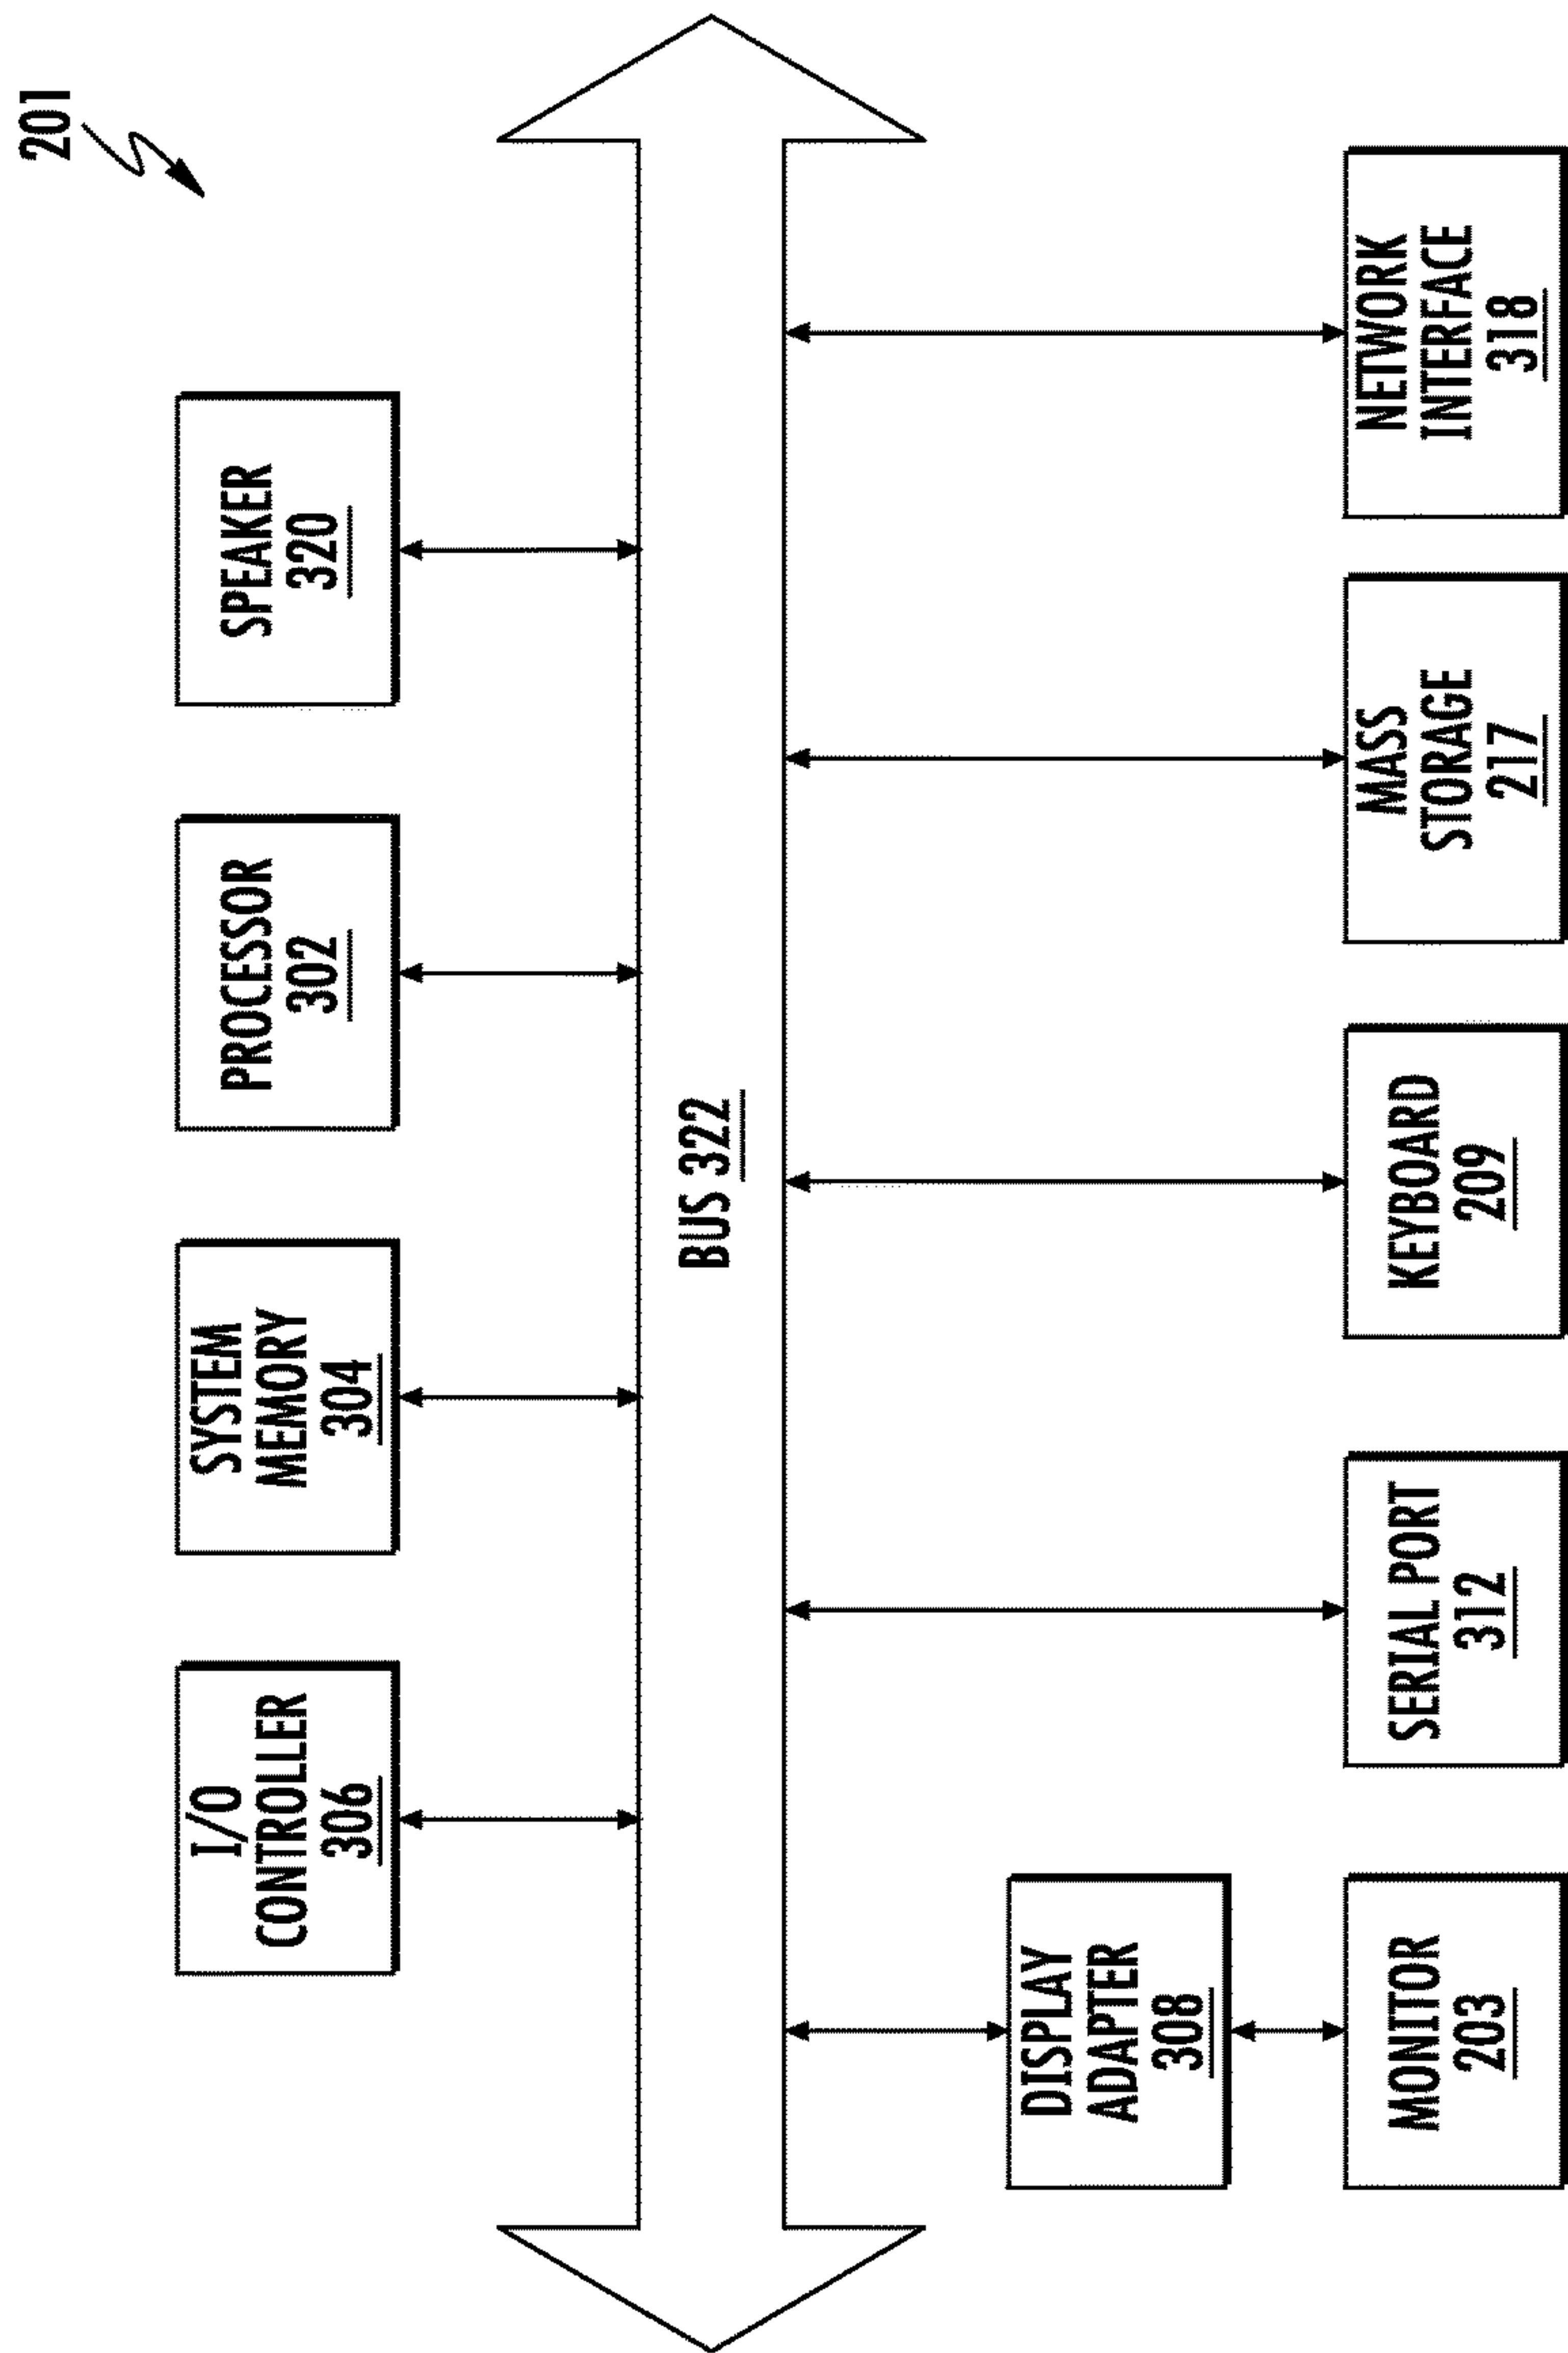 201
I/O
CONTROLLER
306
SYSTEM
MEMORY
304
PROCESSOR
302
SPEAKER
320
BUS 322
DISPLAY
ADAPTER
308
MONITOR
203
SERIAL PORT
312
KEYBOARD
209
MASS
STORAGE
217
NETWORK
INTERFACE
318